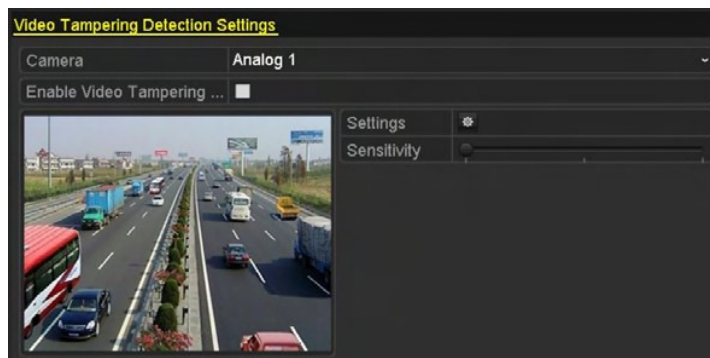 Video Tampering Detection Settings
Camera
Analog 1
Enable Video Tampering ...
Settings
Sensitivity